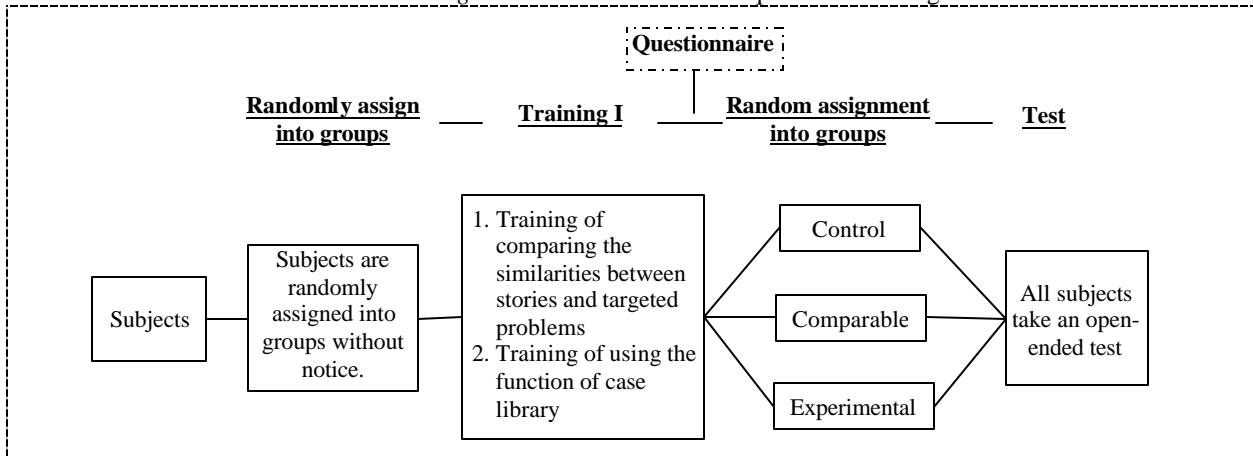 Questionnaire
Randomly assign
into groups
Training I
Random assignment
into groups
Test
Subjects
Subjects are
randomly
assigned into
groups without
notice.
1. Training of
comparing the
similarities between
stories and targeted
problems
2. Training of using the
function of case
library
Control
Comparable
Experimental
All subjects
take an open-
ended test